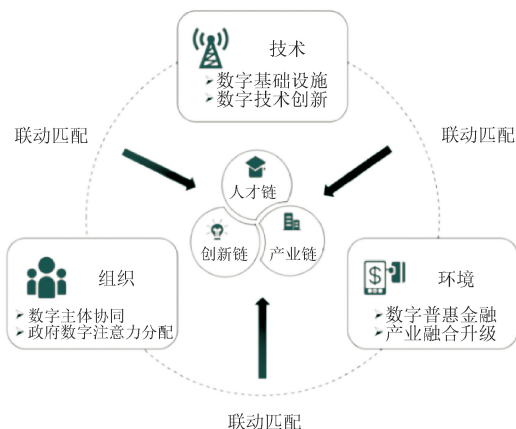 技术
数字基础设施
数字技术创新
联动匹配
联动匹配
人才链
创新链
产业链
组织
数字主体协同
政府数字注意力分配
环境
数字普惠金融
产业融合升级
联动匹配